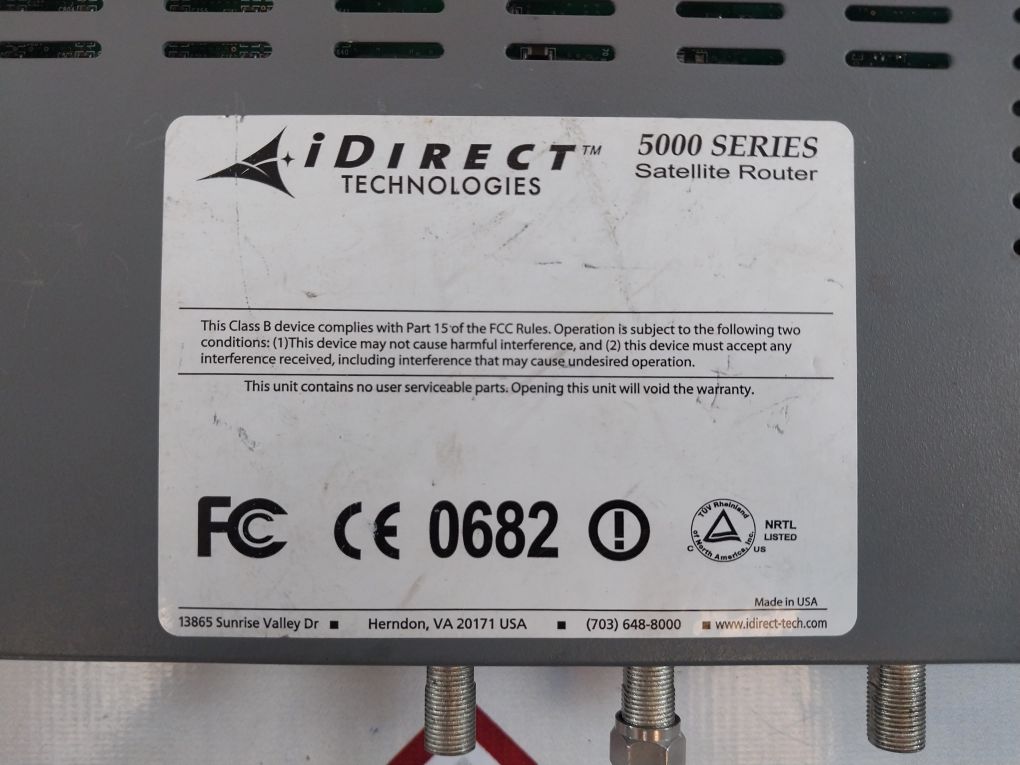 iDIRECT™
TECHNOLOGIES
5000 SERIES
Satellite Router
This Class B device complies with Part 15 of the FCC Rules. Operation is subject to the following two
conditions: (1)This device may not cause harmful interference, and (2) this device must accept any
interference received, including interference that may cause undesired operation.
This unit contains no user serviceable parts. Opening this unit will void the warranty.
FC CE 0682 !
TÜV Rheinland
of North America, Inc.
C US
NRTL
LISTED
Made in USA
13865 Sunrise Valley Dr ■ Herndon, VA 20171 USA ■ (703) 648-8000 ■ www.idirect-tech.com